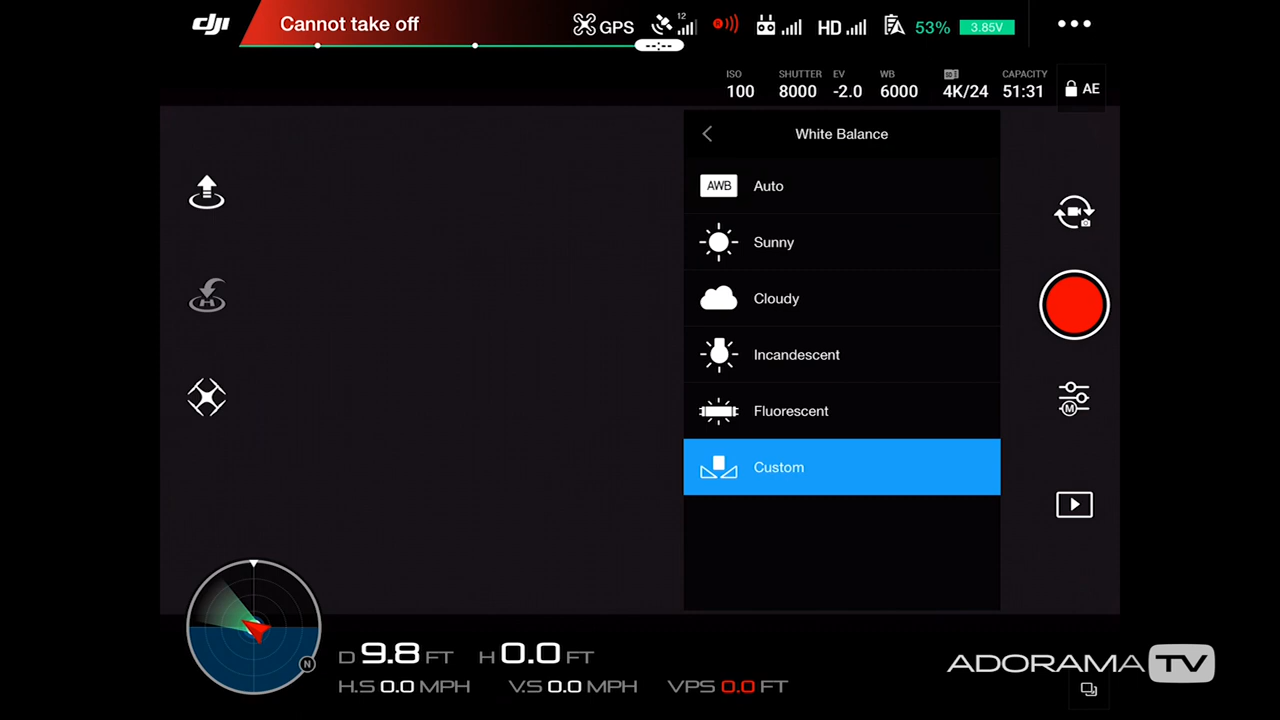 dji Cannot take off GPS 12 R HD 53% 3.85V
ISO SHUTTER EV WB SD CAPACITY
100 8000 -2.0 6000 4K/24 51:31 AE
White Balance
AWB Auto
Sunny
Cloudy
Incandescent
Fluorescent
Custom
H
M
N
D 9.8 FT H 0.0 FT
H.S 0.0 MPH V.S 0.0 MPH VPS 0.0 FT
ADORAMA TV